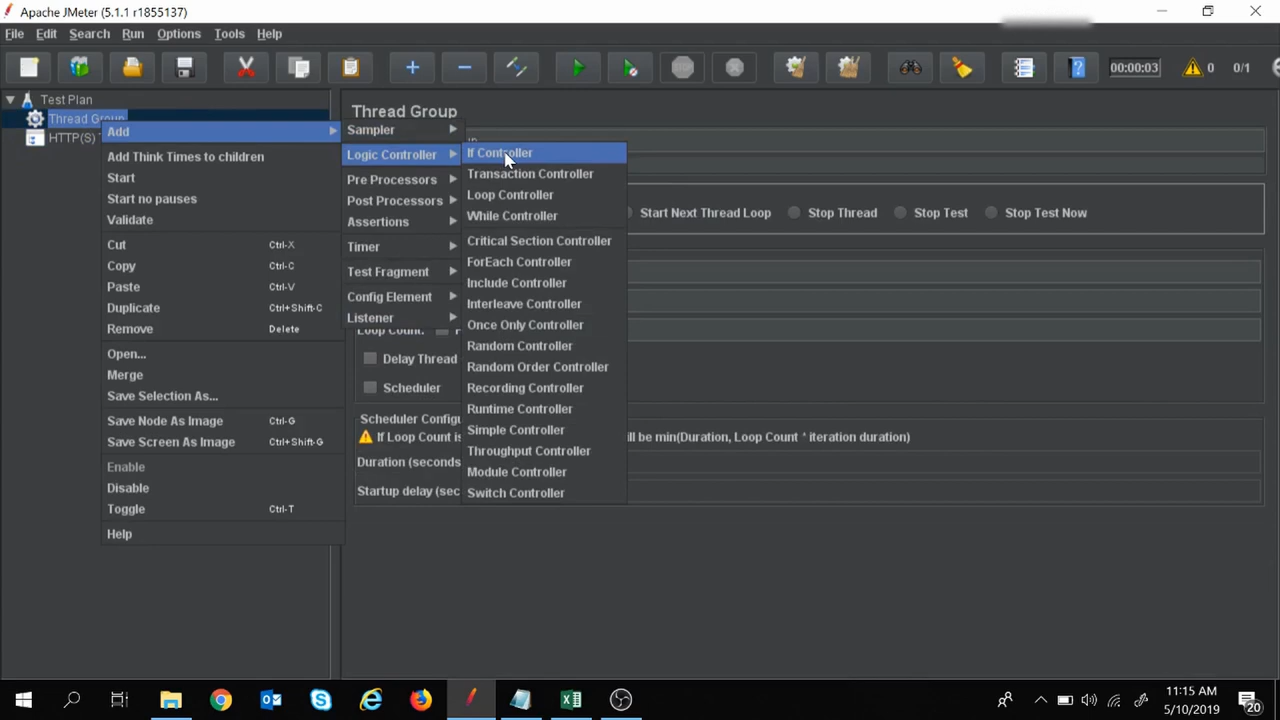 Apache JMeter (5.1.1 r1855137)
File Edit Search Run Options Tools Help
00:00:03 0 0/1
Test Plan
Thread Group
HTTP(S)
Thread Group
Start Next Thread Loop Stop Thread Stop Test Stop Test Now
Loop Count:
Delay Thread
Scheduler
Scheduler Configu
If Loop Count is ill be min(Duration, Loop Count * iteration duration)
Duration (seconds
Startup delay (sec
Add
Add Think Times to children
Start
Start no pauses
Validate
Cut Ctrl-X
Copy Ctrl-C
Paste Ctrl-V
Duplicate Ctrl+Shift-C
Remove Delete
Open...
Merge
Save Selection As...
Save Node As Image Ctrl-G
Save Screen As Image Ctrl+Shift-G
Enable
Disable
Toggle Ctrl-T
Help
Sampler
Logic Controller
Pre Processors
Post Processors
Assertions
Timer
Test Fragment
Config Element
Listener
If Controller
Transaction Controller
Loop Controller
While Controller
Critical Section Controller
ForEach Controller
Include Controller
Interleave Controller
Once Only Controller
Random Controller
Random Order Controller
Recording Controller
Runtime Controller
Simple Controller
Throughput Controller
Module Controller
Switch Controller
11:15 AM
5/10/2019
20